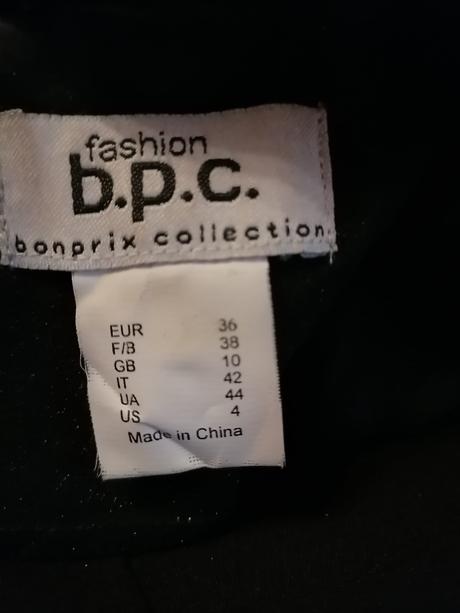 fashion
b.p.c.
bonprix collection
EUR 36
F/B 38
GB 10
IT 42
UA 44
US 4
Made in China